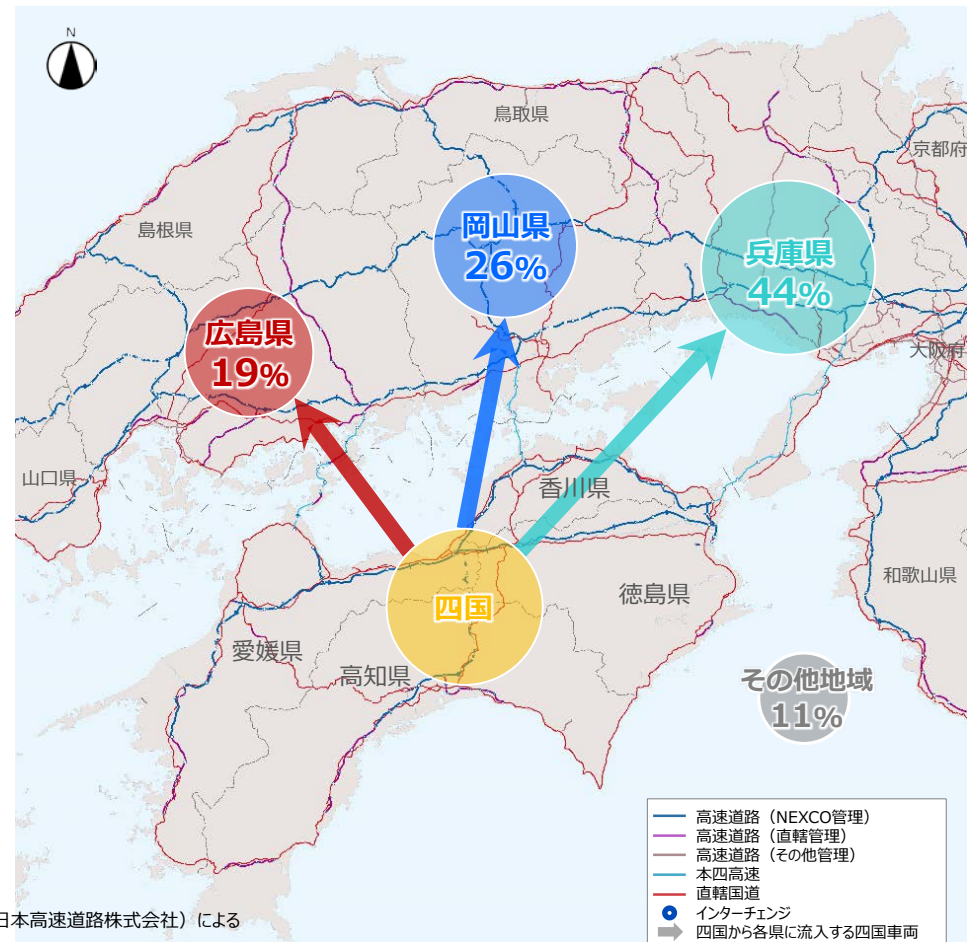 N
鳥取県
京都府
島根県
岡山県
26%
兵庫県
44%
広島県
19%
大阪府
山口県
香川県
和歌山県
徳島県
四国
愛媛県
高知県
その他地域
11%
高速道路（NEXCO管理）
高速道路（直轄管理）
高速道路（その他管理）
本四高速
直轄国道
インターチェンジ
四国から各県に流入する四国車両
日本高速道路株式会社）による